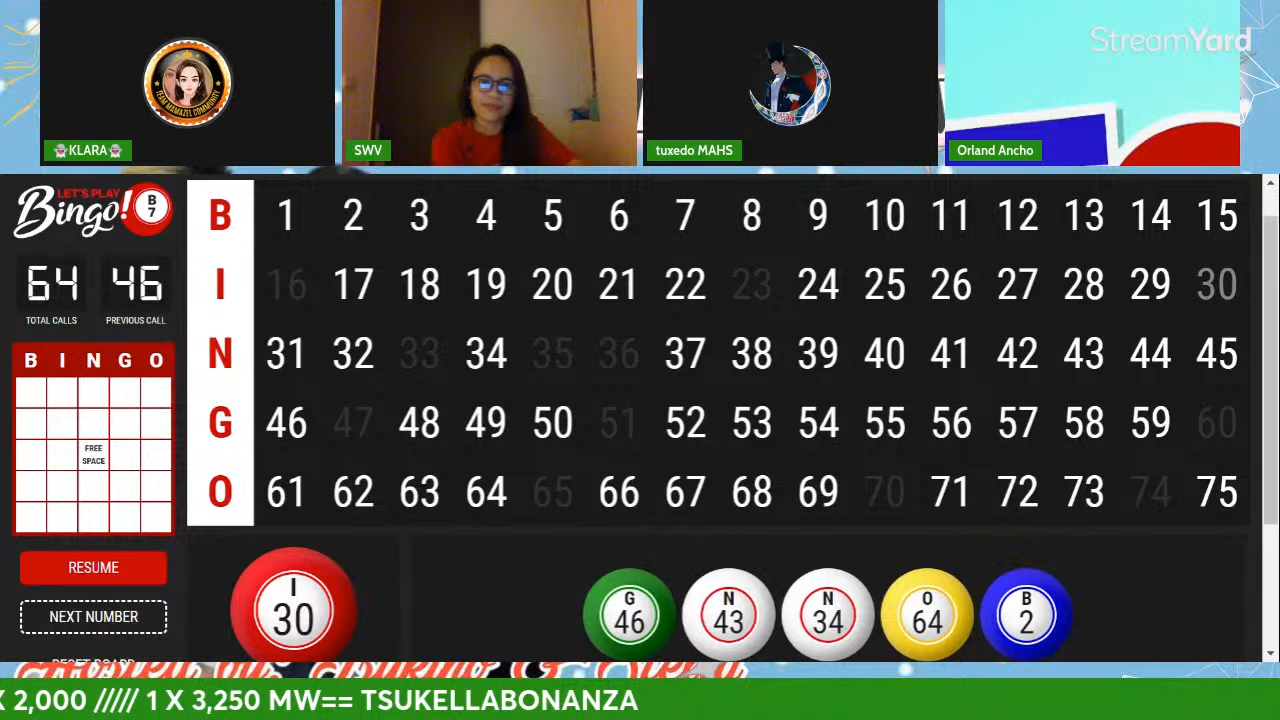 StreamYard
TEAM MAMAZEL COMMUNITY
👻KLARA👻
SWV
tuxedo MAHS
Orland Ancho
LET'S PLAY
Bingo!
B
7
64
46
TOTAL CALLS
PREVIOUS CALL
B I N G O
FREE
SPACE
RESUME
NEXT NUMBER
RESET BOARD
B 1 2 3 4 5 6 7 8 9 10 11 12 13 14 15
I 16 17 18 19 20 21 22 23 24 25 26 27 28 29 30
N 31 32 33 34 35 36 37 38 39 40 41 42 43 44 45
G 46 47 48 49 50 51 52 53 54 55 56 57 58 59 60
O 61 62 63 64 65 66 67 68 69 70 71 72 73 74 75
I
30
G
46
N
43
N
34
O
64
B
2
X 2,000 ///// 1 X 3,250 MW== TSUKELLABONANZA